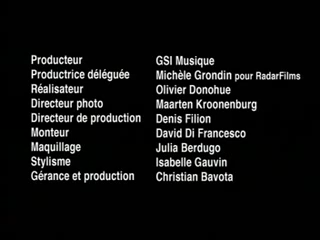 Producteur GSI Musique
Productrice déléguée Michèle Grondin pour RadarFilms
Réalisateur Olivier Donohue
Directeur photo Maarten Kroonenburg
Directeur de production Denis Filion
Monteur David Di Francesco
Maquillage Julia Berdugo
Stylisme Isabelle Gauvin
Gérance et production Christian Bavota